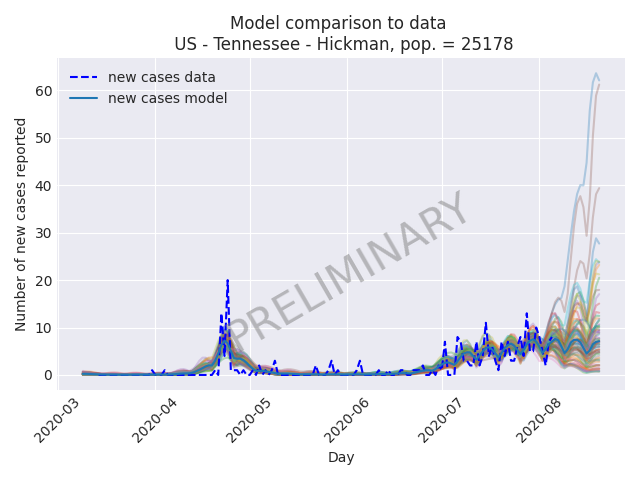 Model comparison to data
US - Tennessee - Hickman, pop. = 25178
new cases data
new cases model
PRELIMINARY
Number of new cases reported
60
50
40
30
20
10
0
2020-03
2020-04
2020-05
2020-06
2020-07
2020-08
Day